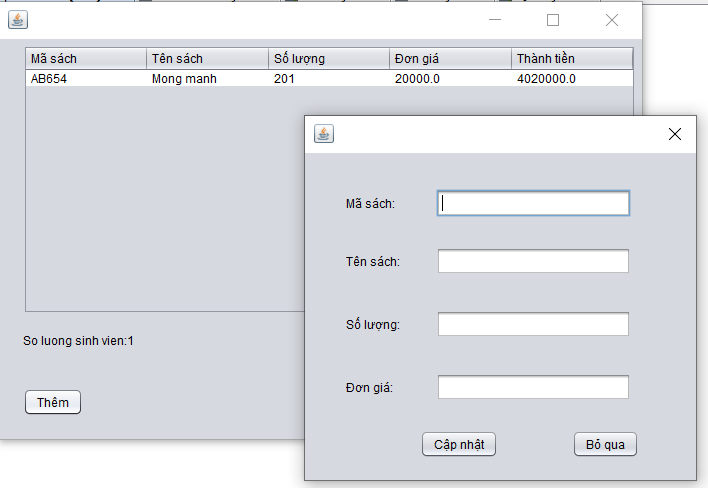 Mã sách Tên sách Số lượng Đơn giá Thành tiền
AB654 Mong manh 201 20000.0 4020000.0
So luong sinh vien:1
Thêm
Mã sách:
Tên sách:
Số lượng:
Đơn giá:
Cập nhật Bỏ qua